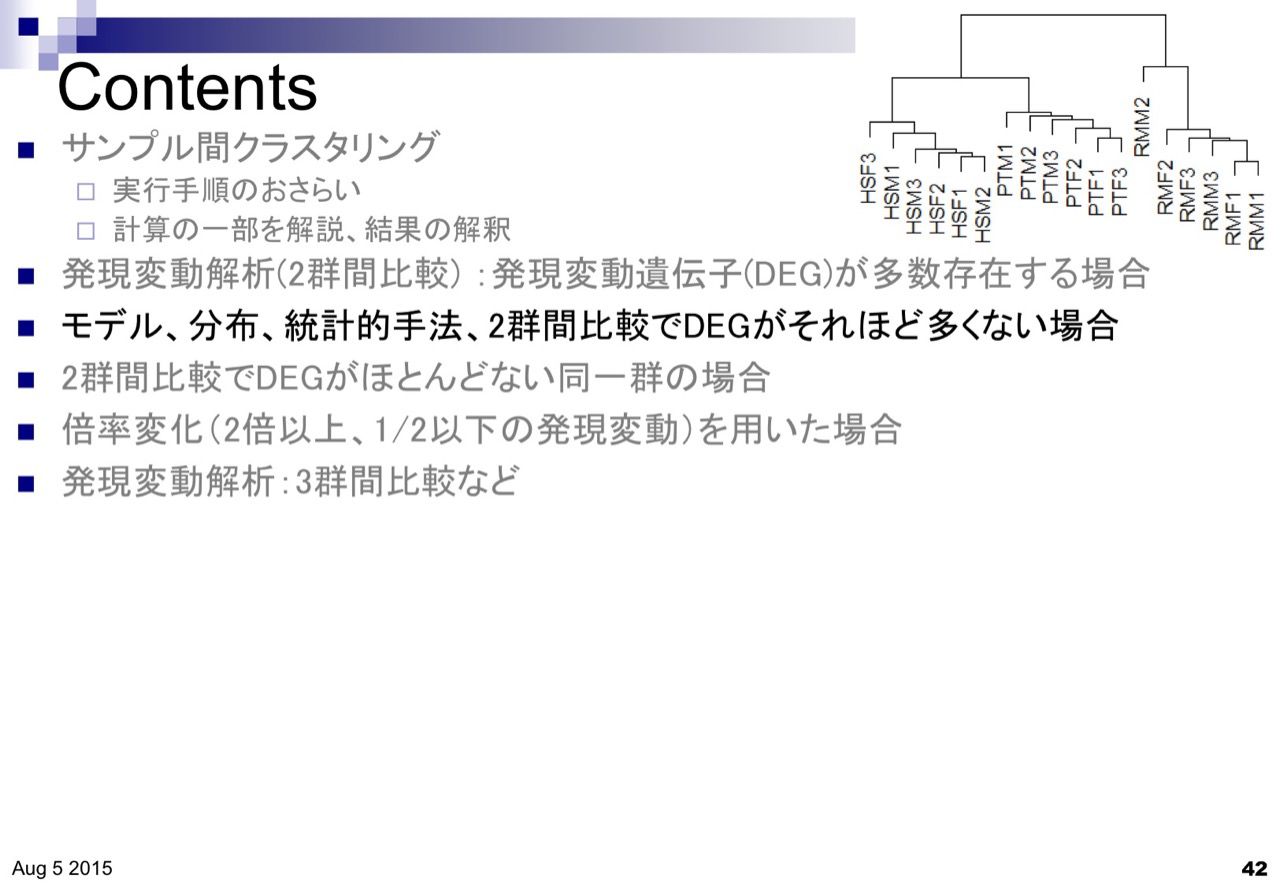 Contents
サンプル間クラスタリング
実行手順のおさらい
計算の一部を解説、結果の解釈
発現変動解析(2群間比較）：発現変動遺伝子(DEG)が多数存在する場合
モデル、分布、統計的手法、2群間比較でDEGがそれほど多くない場合
2群間比較でDEGがほとんどない同一群の場合
倍率変化（2倍以上、1/2以下の発現変動）を用いた場合
発現変動解析：3群間比較など
HSF3
HSM1
HSM3
HSF2
HSF1
HSM2
PTM1
PTM2
PTM3
PTF2
PTF1
PTF3
RMM2
RMF2
RMF3
RMM3
RMF1
RMM1
Aug 5 2015
42